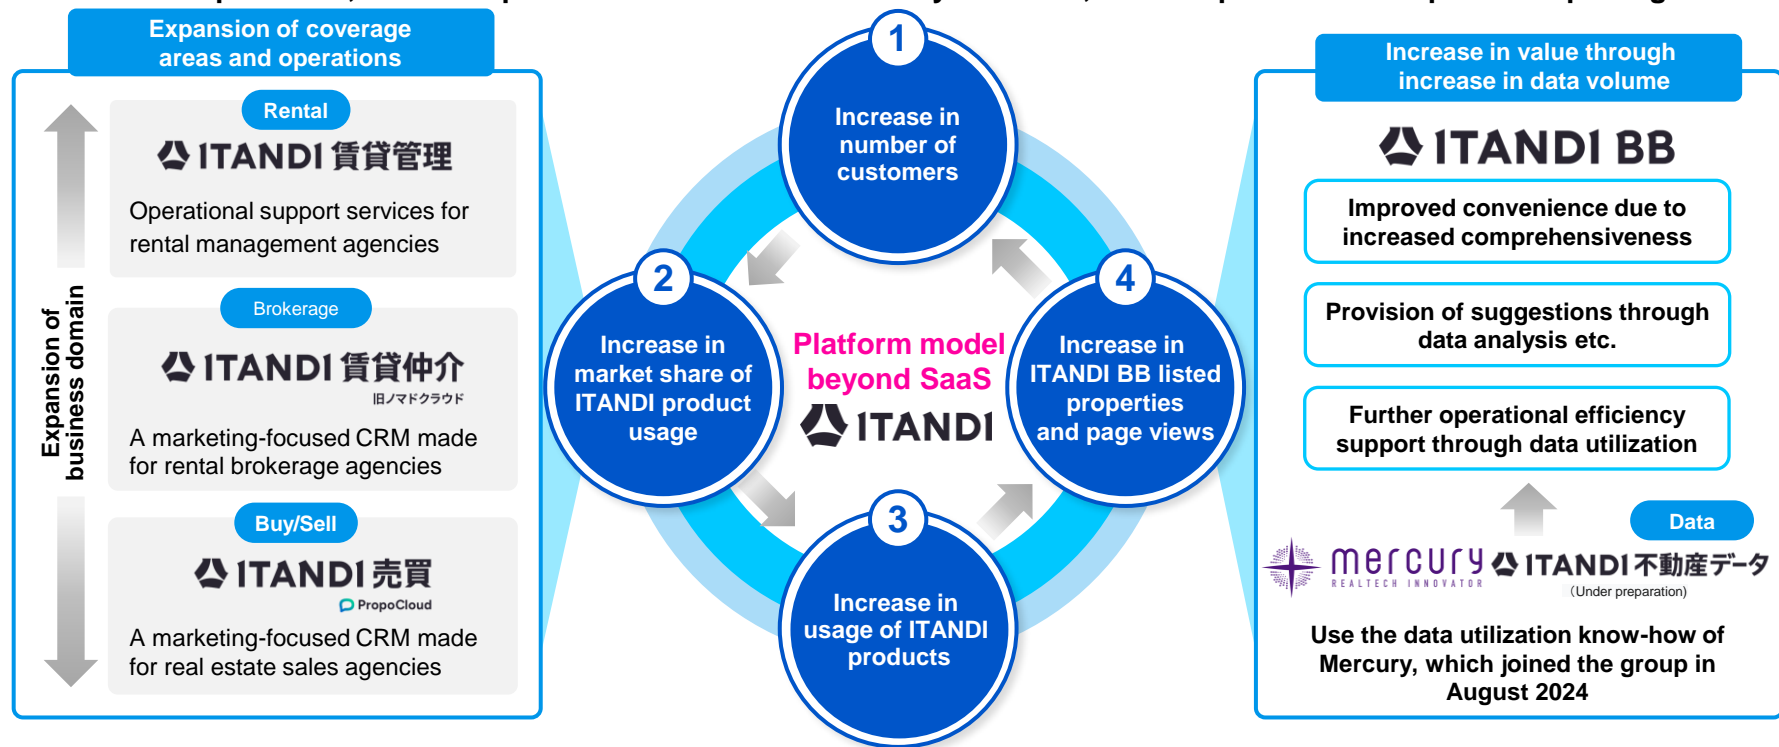 Expansion of coverage
areas and operations
Rental
ITANDI 賃貸管理
Operational support services for
rental management agencies
Brokerage
ITANDI 賃貸仲介
旧ノマドクラウド
A marketing-focused CRM made
for rental brokerage agencies
Buy/Sell
ITANDI 売買
PropoCloud
A marketing-focused CRM made
for real estate sales agencies
Expansion of
business domain
1
Increase in
number of
customers
2
Increase in
market share of
ITANDI product
usage
Platform model
beyond SaaS
ITANDI
3
Increase in
usage of ITANDI
products
4
Increase in
ITANDI BB listed
properties
and page views
Increase in value through
increase in data volume
ITANDI BB
Improved convenience due to
increased comprehensiveness
Provision of suggestions through
data analysis etc.
Further operational efficiency
support through data utilization
Data
mercury
REALTECH INNOVATOR
ITANDI 不動産データ
(Under preparation)
Use the data utilization know-how of
Mercury, which joined the group in
August 2024